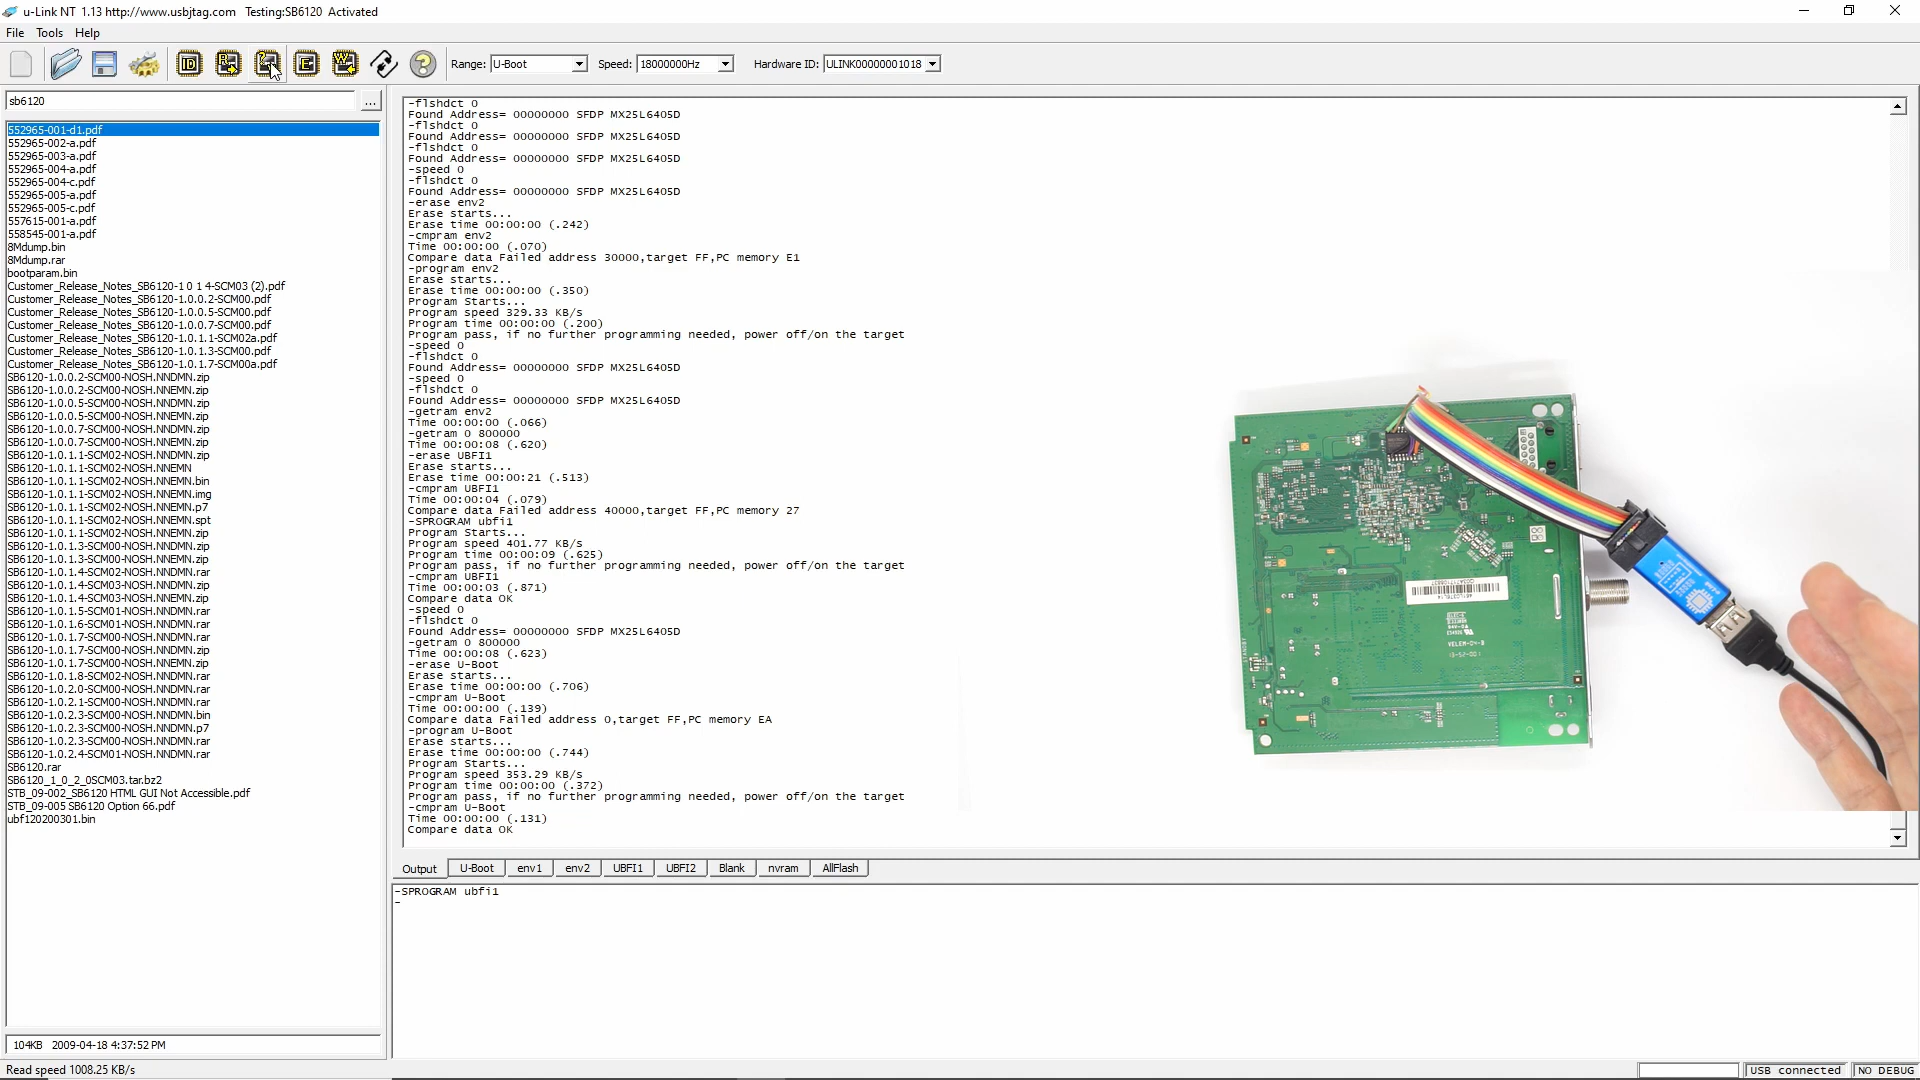 u-Link NT 1.13 http://www.usbjtag.com Testing:SB6120 Activated
File Tools Help
ID
E
W
Range: U-Boot Speed: 18000000Hz Hardware ID: ULINK00000001018
sb6120
...
552965-001-d1.pdf
552965-002-a.pdf
552965-003-a.pdf
552965-004-a.pdf
552965-004-c.pdf
552965-005-a.pdf
552965-005-c.pdf
557615-001-a.pdf
558545-001-a.pdf
8Mdump.bin
8Mdump.rar
bootparam.bin
Customer_Release_Notes_SB6120-1 0 1 4-SCM03 (2).pdf
Customer_Release_Notes_SB6120-1.0.0.2-SCM00.pdf
Customer_Release_Notes_SB6120-1.0.0.5-SCM00.pdf
Customer_Release_Notes_SB6120-1.0.0.7-SCM00.pdf
Customer_Release_Notes_SB6120-1.0.1.1-SCM02a.pdf
Customer_Release_Notes_SB6120-1.0.1.3-SCM00.pdf
Customer_Release_Notes_SB6120-1.0.1.7-SCM00a.pdf
SB6120-1.0.0.2-SCM00-NOSH.NNDMN.zip
SB6120-1.0.0.2-SCM00-NOSH.NNEMN.zip
SB6120-1.0.0.5-SCM00-NOSH.NNDMN.zip
SB6120-1.0.0.5-SCM00-NOSH.NNEMN.zip
SB6120-1.0.0.7-SCM00-NOSH.NNDMN.zip
SB6120-1.0.0.7-SCM00-NOSH.NNEMN.zip
SB6120-1.0.1.1-SCM02-NOSH.NNDMN.zip
SB6120-1.0.1.1-SCM02-NOSH.NNEMN
SB6120-1.0.1.1-SCM02-NOSH.NNEMN.bin
SB6120-1.0.1.1-SCM02-NOSH.NNEMN.img
SB6120-1.0.1.1-SCM02-NOSH.NNEMN.p7
SB6120-1.0.1.1-SCM02-NOSH.NNEMN.spt
SB6120-1.0.1.1-SCM02-NOSH.NNEMN.zip
SB6120-1.0.1.3-SCM00-NOSH.NNDMN.zip
SB6120-1.0.1.3-SCM00-NOSH.NNEMN.zip
SB6120-1.0.1.4-SCM02-NOSH.NNDMN.rar
SB6120-1.0.1.4-SCM03-NOSH.NNDMN.zip
SB6120-1.0.1.4-SCM03-NOSH.NNEMN.zip
SB6120-1.0.1.5-SCM01-NOSH.NNDMN.rar
SB6120-1.0.1.6-SCM01-NOSH.NNDMN.rar
SB6120-1.0.1.7-SCM00-NOSH.NNDMN.rar
SB6120-1.0.1.7-SCM00-NOSH.NNDMN.zip
SB6120-1.0.1.7-SCM00-NOSH.NNEMN.zip
SB6120-1.0.1.8-SCM02-NOSH.NNDMN.rar
SB6120-1.0.2.0-SCM00-NOSH.NNDMN.rar
SB6120-1.0.2.1-SCM00-NOSH.NNDMN.rar
SB6120-1.0.2.3-SCM00-NOSH.NNDMN.bin
SB6120-1.0.2.3-SCM00-NOSH.NNDMN.p7
SB6120-1.0.2.3-SCM00-NOSH.NNDMN.rar
SB6120-1.0.2.4-SCM01-NOSH.NNDMN.rar
SB6120.rar
SB6120_1_0_2_0SCM03.tar.bz2
STB_09-002_SB6120 HTML GUI Not Accessible.pdf
STB_09-005 SB6120 Option 66.pdf
ubf120200301.bin
104KB 2009-04-18 4:37:52 PM
-flshdct 0
Found Address= 00000000 SFDP MX25L6405D
-flshdct 0
Found Address= 00000000 SFDP MX25L6405D
-flshdct 0
Found Address= 00000000 SFDP MX25L6405D
-speed 0
-flshdct 0
Found Address= 00000000 SFDP MX25L6405D
-erase env2
Erase starts...
Erase time 00:00:00 (.242)
-cmpram env2
Time 00:00:00 (.070)
Compare data Failed address 30000,target FF,PC memory E1
-program env2
Erase starts...
Erase time 00:00:00 (.350)
Program Starts...
Program speed 329.33 KB/s
Program time 00:00:00 (.200)
Program pass, if no further programming needed, power off/on the target
-speed 0
-flshdct 0
Found Address= 00000000 SFDP MX25L6405D
-speed 0
-flshdct 0
Found Address= 00000000 SFDP MX25L6405D
-getram env2
Time 00:00:00 (.066)
-getram 0 800000
Time 00:00:08 (.620)
-erase UBFI1
Erase starts...
Erase time 00:00:21 (.513)
-cmpram UBFI1
Time 00:00:04 (.079)
Compare data Failed address 40000,target FF,PC memory 27
-SPROGRAM ubfi1
Program Starts...
Program speed 401.77 KB/s
Program time 00:00:09 (.625)
Program pass, if no further programming needed, power off/on the target
-cmpram UBFI1
Time 00:00:03 (.871)
Compare data OK
-speed 0
-flshdct 0
Found Address= 00000000 SFDP MX25L6405D
-getram 0 800000
Time 00:00:08 (.623)
-erase U-Boot
Erase starts...
Erase time 00:00:00 (.706)
-cmpram U-Boot
Time 00:00:00 (.139)
Compare data Failed address 0,target FF,PC memory EA
-program U-Boot
Erase starts...
Erase time 00:00:00 (.744)
Program Starts...
Program speed 353.29 KB/s
Program time 00:00:00 (.372)
Program pass, if no further programming needed, power off/on the target
-cmpram U-Boot
Time 00:00:00 (.131)
Compare data OK
Output U-Boot env1 env2 UBFI1 UBFI2 Blank nvram AllFlash
-SPROGRAM ubfi1
-
Read speed 1008.25 KB/s
USB connected NO DEBUG